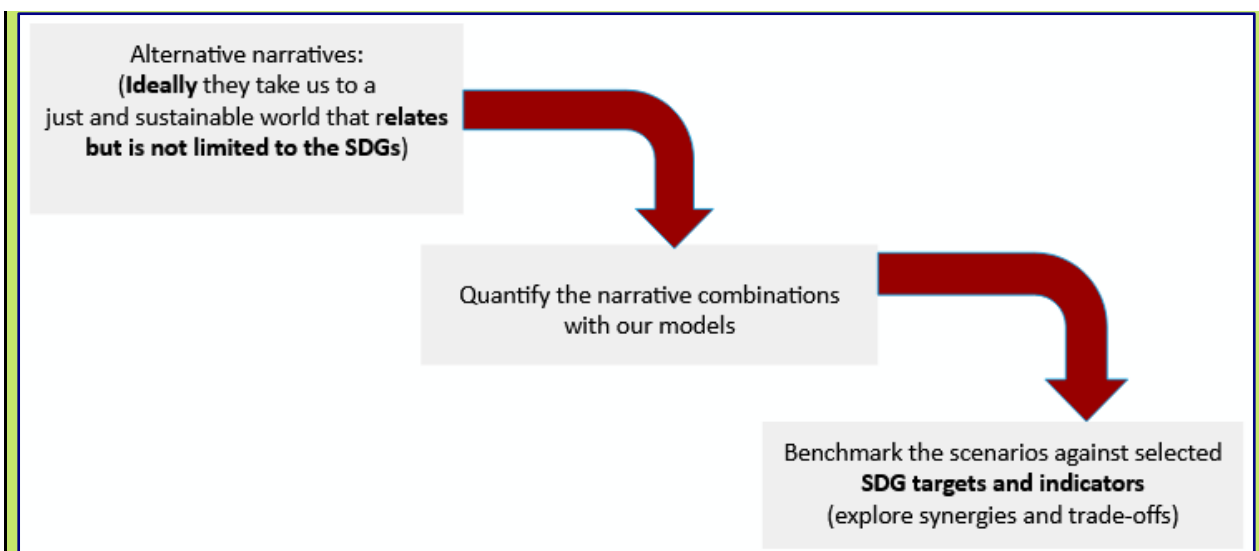 Alternative narratives:
(Ideally they take us to a
just and sustainable world that relates
but is not limited to the SDGs)
Quantify the narrative combinations
with our models
Benchmark the scenarios against selected
SDG targets and indicators
(explore synergies and trade-offs)